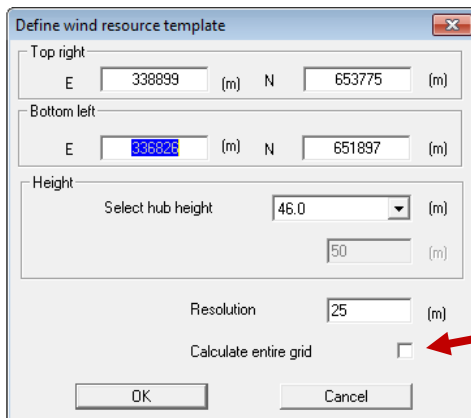 Define wind resource template
Top right
E 338899 (m) N 653775 (m)
Bottom left
E 336826 (m) N 651897 (m)
Height
Select hub height 46.0 (m)
50 (m)
Resolution 25 (m)
Calculate entire grid
OK Cancel